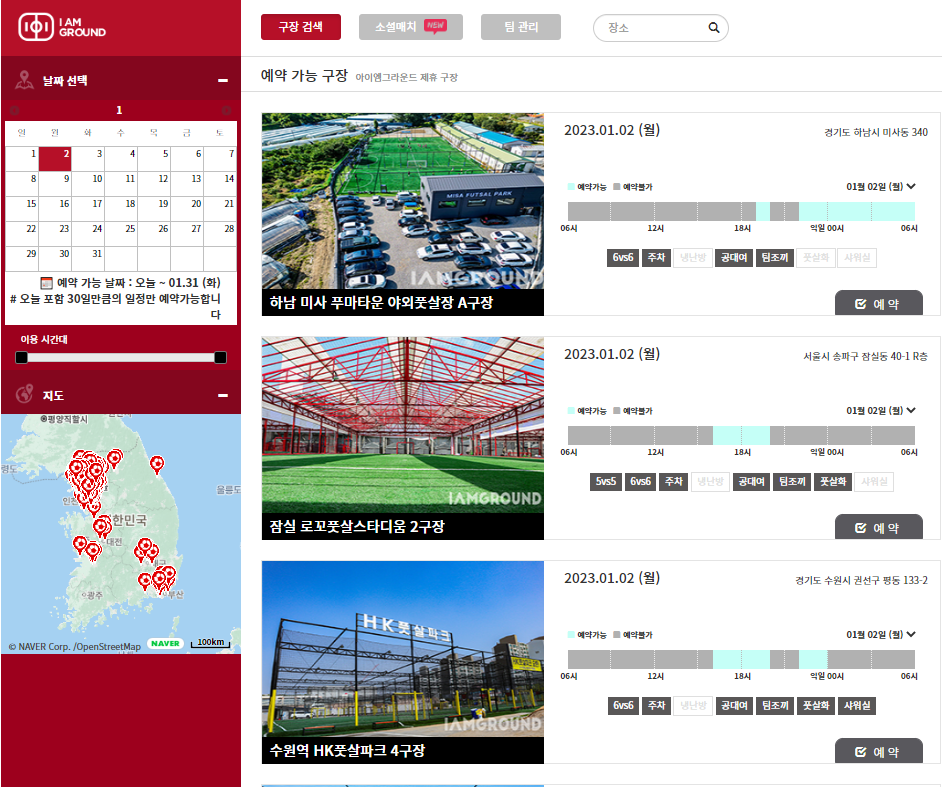 I AM
GROUND
구장 검색
소셜매치 NEW
팀 관리
장소
날짜 선택
예약 가능 구장 아이엠그라운드 제휴 구장
1
일 월 화 수 목 금 토
1 2 3 4 5 6 7
8 9 10 11 12 13 14
15 16 17 18 19 20 21
22 23 24 25 26 27 28
29 30 31
예약 가능 날짜 : 오늘 ~ 01.31 (화)
# 오늘 포함 30일만큼의 일정만 예약가능합니
다
이용 시간대
지도
평양직할시
울릉도
인천
한민국
대전
대구
광주
부산
© NAVER Corp. /OpenStreetMap NAVER 100km
MISA FUTSAL PARK
IAMGROUND
하남 미사 푸마타운 야외풋살장 A구장
2023.01.02 (월)
경기도 하남시 미사동 340
예약가능 예약불가
01월 02일 (월)
06시 12시 18시 익일 00시 06시
6vs6 주차 냉난방 공대여 팀조끼 풋살화 샤워실
예 약
IAMGROUND
잠실 로꼬풋살스타디움 2구장
2023.01.02 (월)
서울시 송파구 잠실동 40-1 R층
예약가능 예약불가
01월 02일 (월)
06시 12시 18시 익일 00시 06시
5vs5 6vs6 주차 냉난방 공대여 팀조끼 풋살화 샤워실
예 약
HK풋살파크
IAMGROUND
수원역 HK풋살파크 4구장
2023.01.02 (월)
경기도 수원시 권선구 평동 133-2
예약가능 예약불가
01월 02일 (월)
06시 12시 18시 익일 00시 06시
6vs6 주차 냉난방 공대여 팀조끼 풋살화 샤워실
예 약